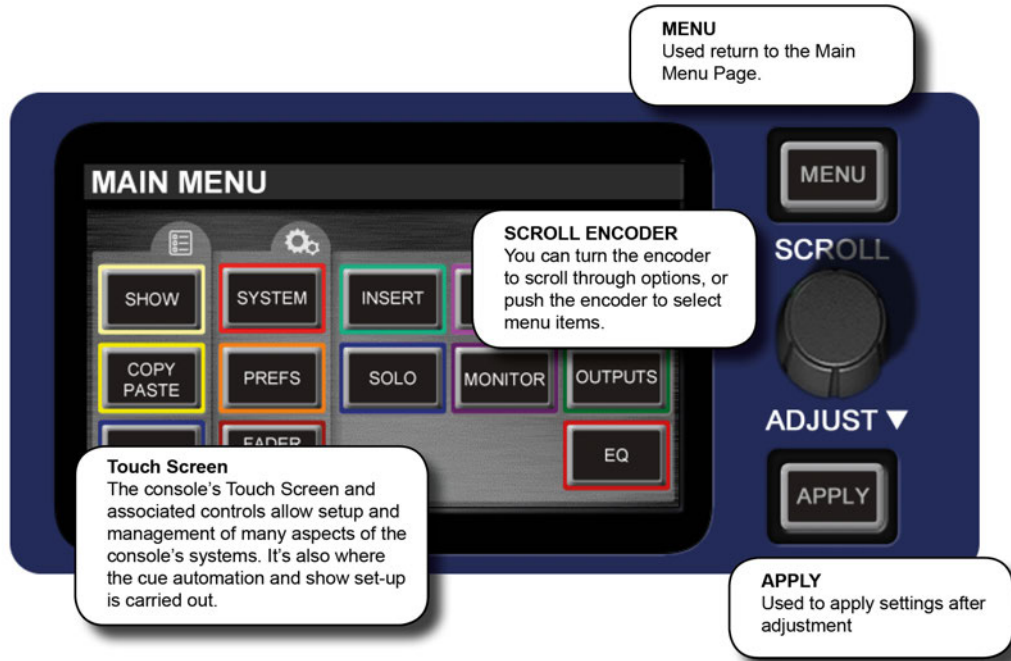 MENU
Used return to the Main
Menu Page.
MAIN MENU
MENU
SCROLL ENCODER
You can turn the encoder
to scroll through options, or
push the encoder to select
menu items.
SCROLL
SHOW
SYSTEM
INSERT
COPY
PASTE
PREFS
SOLO
MONITOR
OUTPUTS
ADJUST ▼
FADER
EQ
Touch Screen
The console’s Touch Screen and
associated controls allow setup and
management of many aspects of the
console’s systems. It’s also where
the cue automation and show set-up
is carried out.
APPLY
APPLY
Used to apply settings after
adjustment